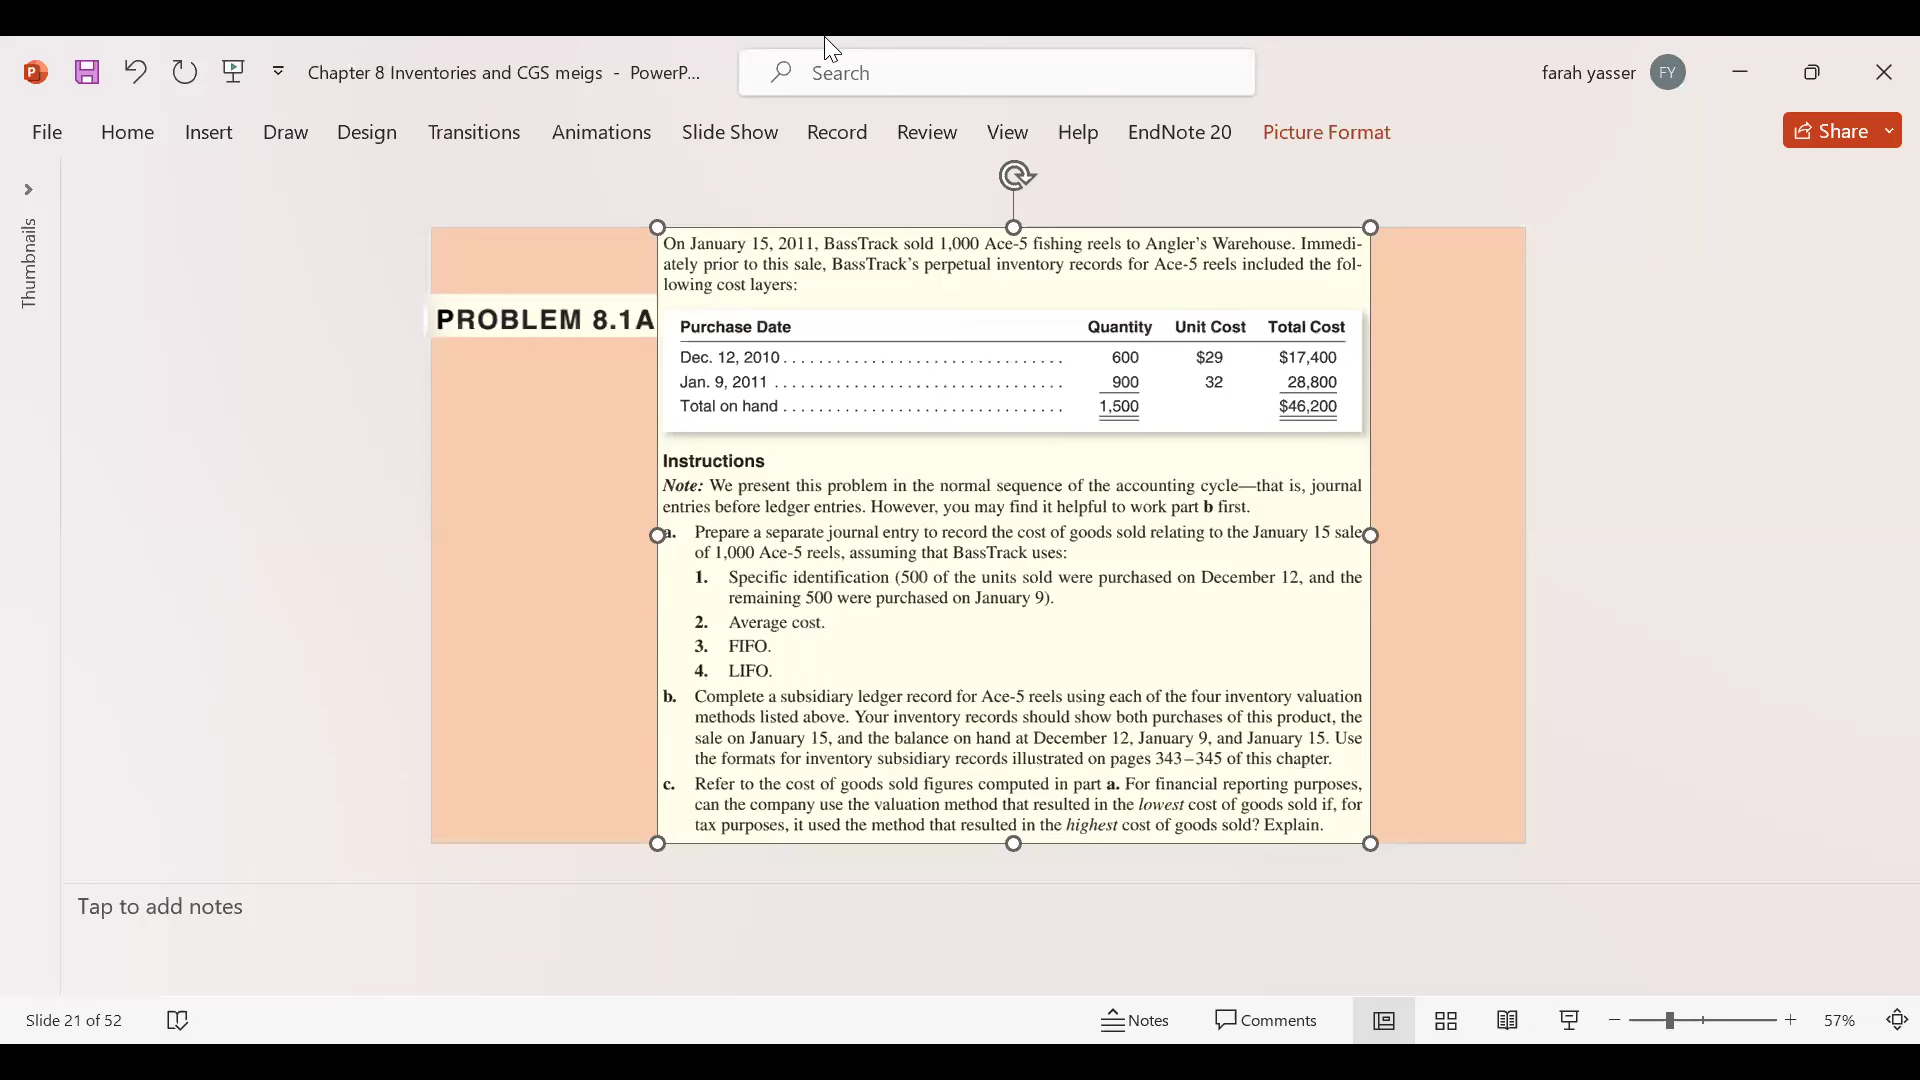 Chapter 8 Inventories and CGS meigs - PowerP...
Search
farah yasser
FY
File Home Insert Draw Design Transitions Animations Slide Show Record Review View Help EndNote 20 Picture Format
Share
Thumbnails
PROBLEM 8.1A
On January 15, 2011, BassTrack sold 1,000 Ace-5 fishing reels to Angler's Warehouse. Immedi-
ately prior to this sale, BassTrack's perpetual inventory records for Ace-5 reels included the fol-
lowing cost layers:
Purchase Date Quantity Unit Cost Total Cost
Dec. 12, 2010 . . . . . . . . . . . . . . . . . . . . . . . . . . . . . . . . 600 $29 $17,400
Jan. 9, 2011 . . . . . . . . . . . . . . . . . . . . . . . . . . . . . . . . . 900 32 28,800
Total on hand . . . . . . . . . . . . . . . . . . . . . . . . . . . . . . . . 1,500 $46,200
Instructions
Note: We present this problem in the normal sequence of the accounting cycle—that is, journal
entries before ledger entries. However, you may find it helpful to work part b first.
a. Prepare a separate journal entry to record the cost of goods sold relating to the January 15 sale
of 1,000 Ace-5 reels, assuming that BassTrack uses:
1. Specific identification (500 of the units sold were purchased on December 12, and the
remaining 500 were purchased on January 9).
2. Average cost.
3. FIFO.
4. LIFO.
b. Complete a subsidiary ledger record for Ace-5 reels using each of the four inventory valuation
methods listed above. Your inventory records should show both purchases of this product, the
sale on January 15, and the balance on hand at December 12, January 9, and January 15. Use
the formats for inventory subsidiary records illustrated on pages 343–345 of this chapter.
c. Refer to the cost of goods sold figures computed in part a. For financial reporting purposes,
can the company use the valuation method that resulted in the lowest cost of goods sold if, for
tax purposes, it used the method that resulted in the highest cost of goods sold? Explain.
Tap to add notes
Slide 21 of 52
Notes
Comments
57%